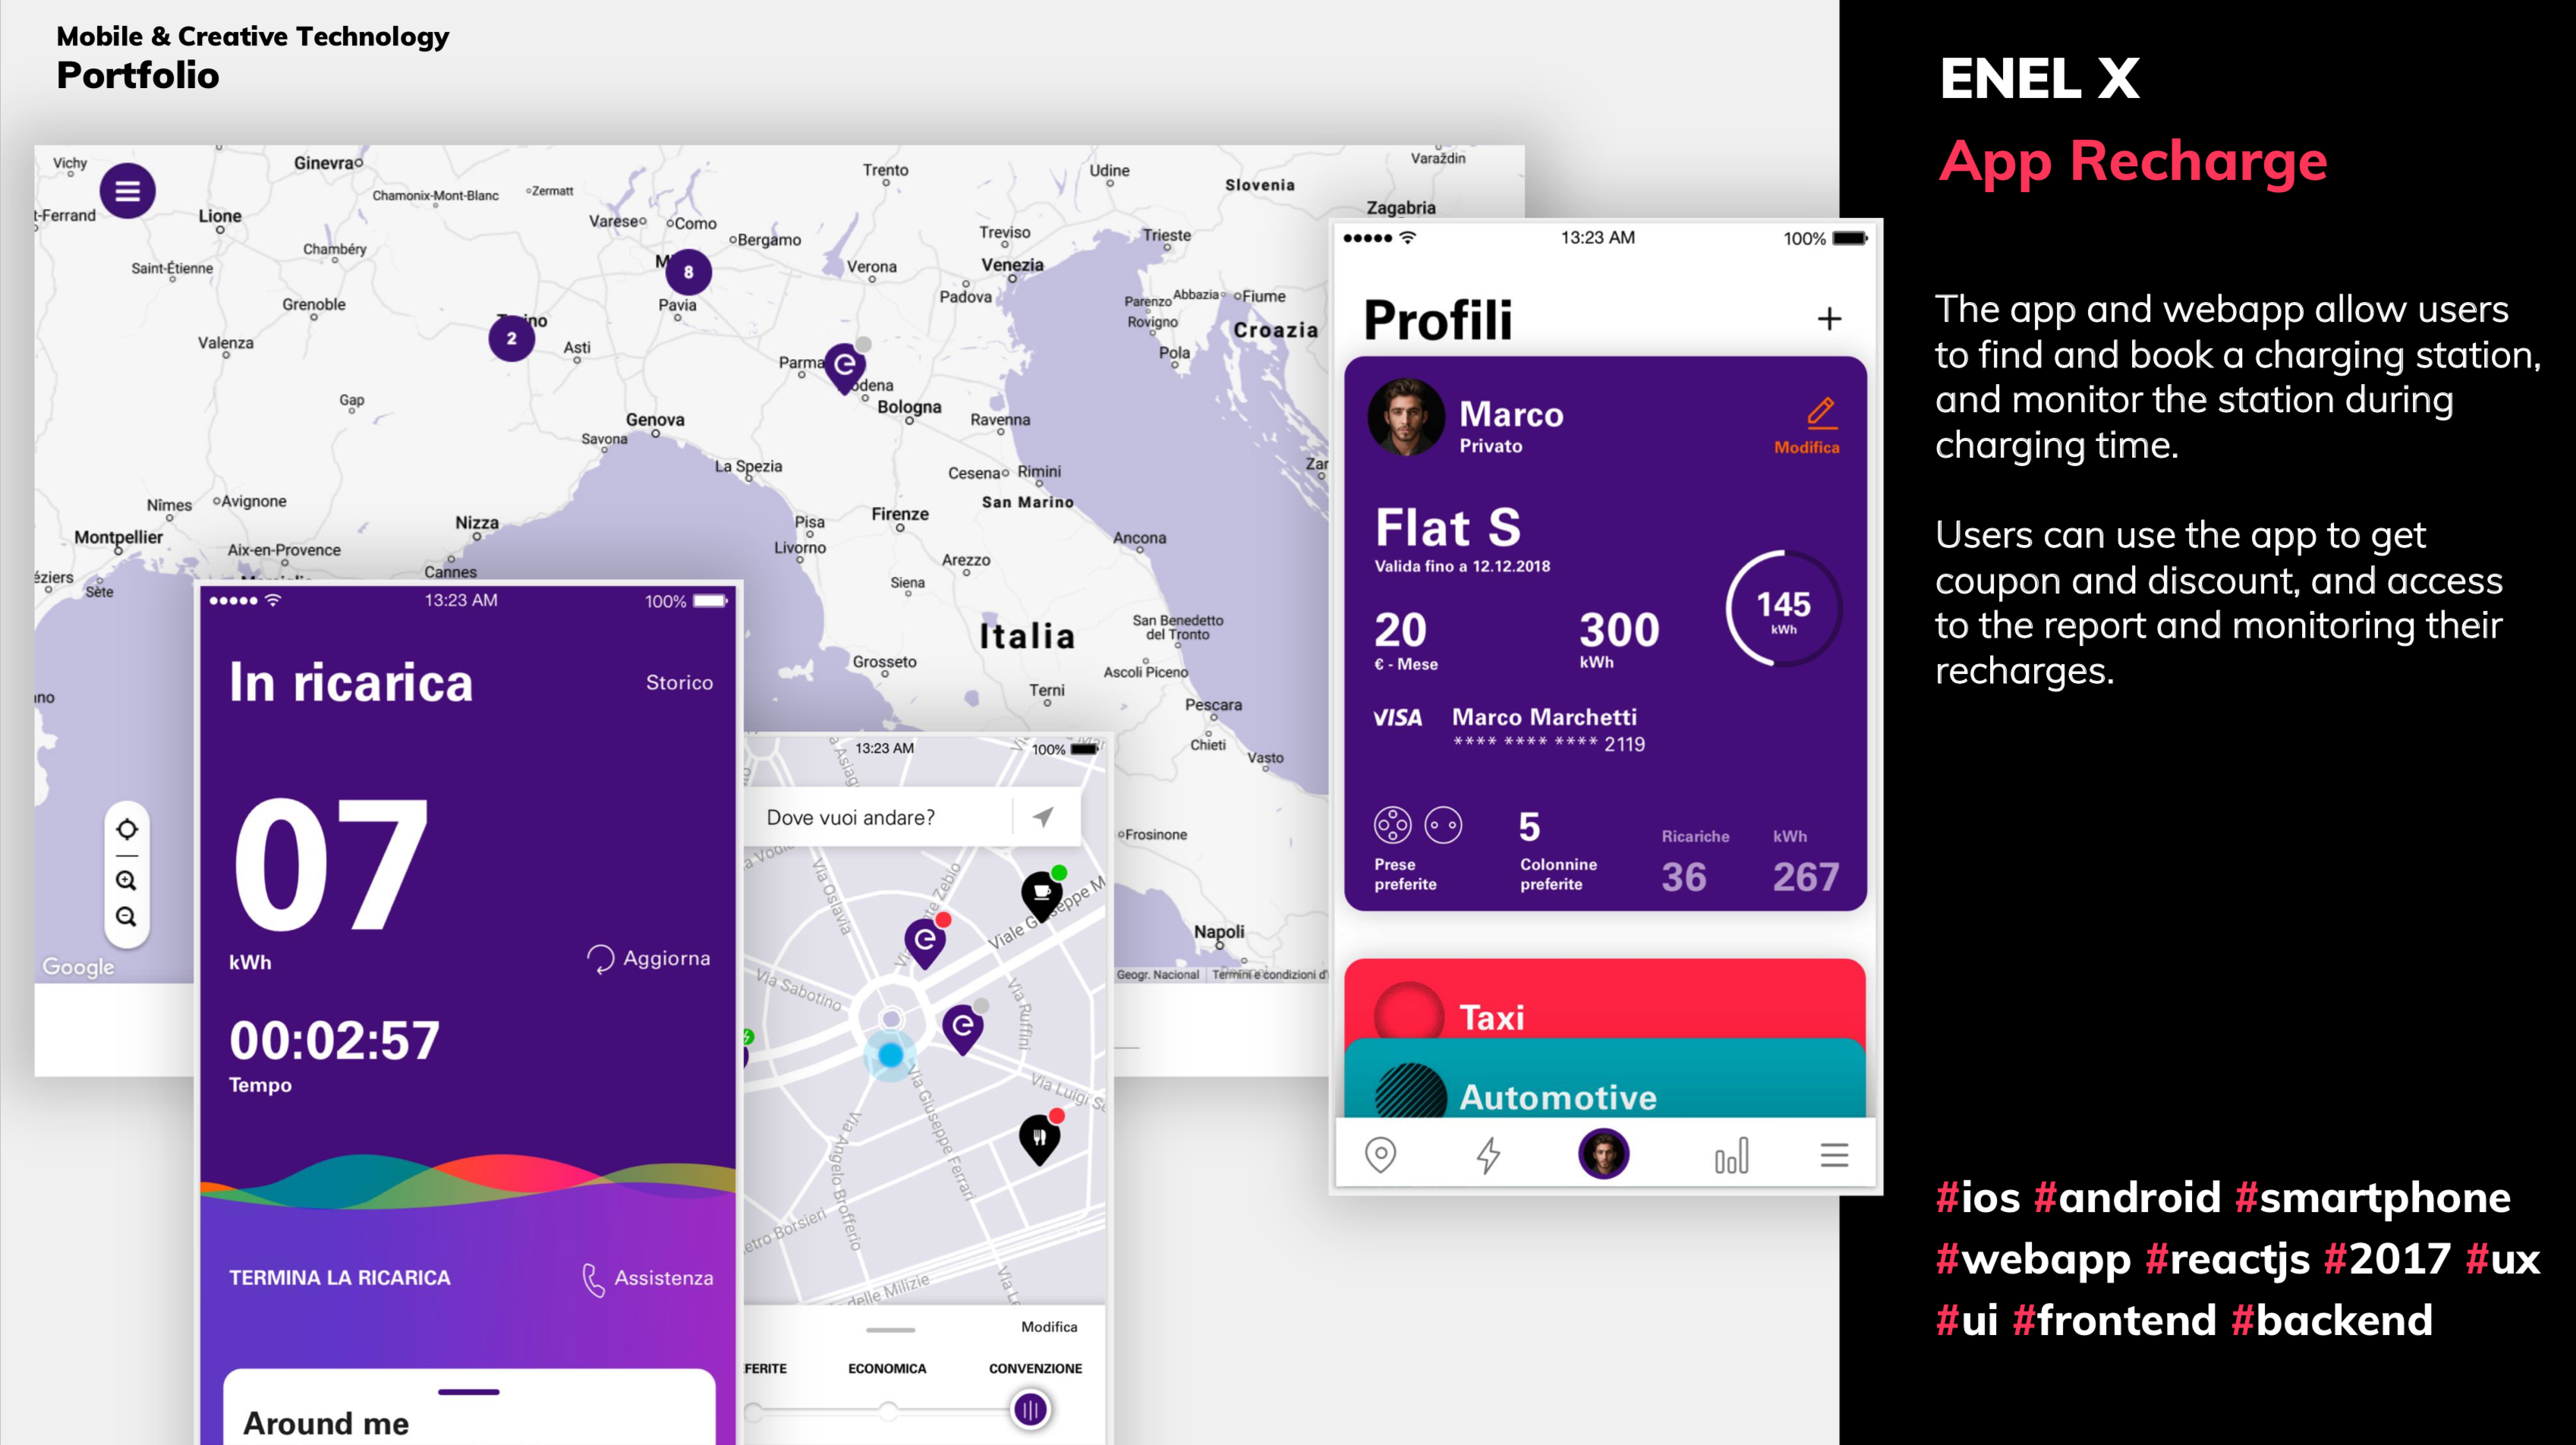 Mobile & Creative Technology
Portfolio
ENEL X
App Recharge
The app and webapp allow users
to find and book a charging station,
and monitor the station during
charging time.
Users can use the app to get
coupon and discount, and access
to the report and monitoring their
recharges.
#ios #android #smartphone
#webapp #reactjs #2017 #ux
#ui #frontend #backend
Vichy
Ginevra
Chamonix-Mont-Blanc
Zermatt
Trento
Udine
Varaždin
Slovenia
Zagabria
t-Ferrand
Lione
Varese
Como
Bergamo
Treviso
Trieste
Chambéry
Saint-Étienne
8
Verona
Venezia
Grenoble
Pavia
Padova
Parenzo
Abbazia
Fiume
Rovigno
Croazia
2
Valenza
Asti
Parma
Pola
Gap
Bologna
Genova
Savona
Ravenna
La Spezia
Cesena
Rimini
Nîmes
Avignone
San Marino
Montpellier
Nizza
Pisa
Firenze
Aix-en-Provence
Livorno
Ancona
Cannes
Arezzo
éziers
Sète
Siena
San Benedetto
del Tronto
Italia
Grosseto
Ascoli Piceno
Terni
Pescara
Chieti
Vasto
Frosinone
Napoli
Google
Geogr. Nacional
Termini e condizioni d'
13:23 AM
100%
In ricarica
Storico
07
kWh
Aggiorna
00:02:57
Tempo
TERMINA LA RICARICA
Assistenza
Around me
13:23 AM
100%
Dove vuoi andare?
Via Oslavia
Viale G
seppe M
Via Sabotino
Via Ruffini
Via Luigi S
Via Giuseppe Ferrari
Via Angelo Brofferio
etro Borsieri
delle Milizie
Modifica
FERITE
ECONOMICA
CONVENZIONE
13:23 AM
100%
Profili
+
Marco
Privato
Modifica
Flat S
Valida fino a 12.12.2018
20
€ - Mese
300
kWh
145
kWh
VISA
Marco Marchetti
**** **** **** 2119
Prese
preferite
5
Colonnine
preferite
Ricariche
36
kWh
267
Taxi
Automotive